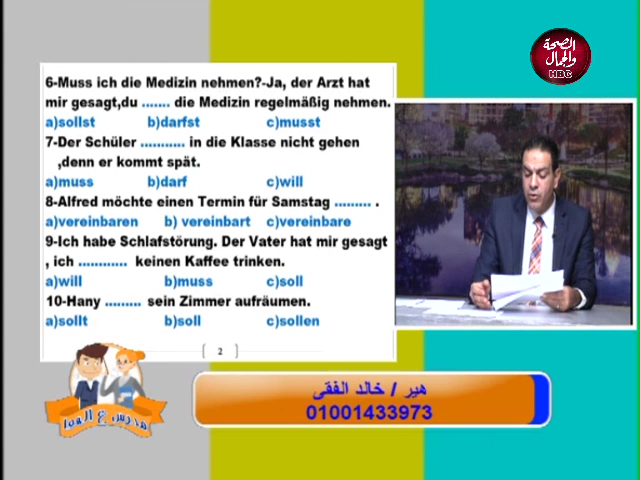 الصحة
والجمال
HBC
6-Muss ich die Medizin nehmen?-Ja, der Arzt hat
mir gesagt,du ....... die Medizin regelmäßig nehmen.
a)sollst b)darfst c)musst
7-Der Schüler ........... in die Klasse nicht gehen
,denn er kommt spät.
a)muss b)darf c)will
8-Alfred möchte einen Termin für Samstag ......... .
a)vereinbaren b) vereinbart c)vereinbare
9-Ich habe Schlafstörung. Der Vater hat mir gesagt
, ich ............ keinen Kaffee trinken.
a)will b)muss c)soll
10-Hany ......... sein Zimmer aufräumen.
a)sollt b)soll c)sollen
2
مدرس ع الهوا
هير / خالد الفقى
01001433973